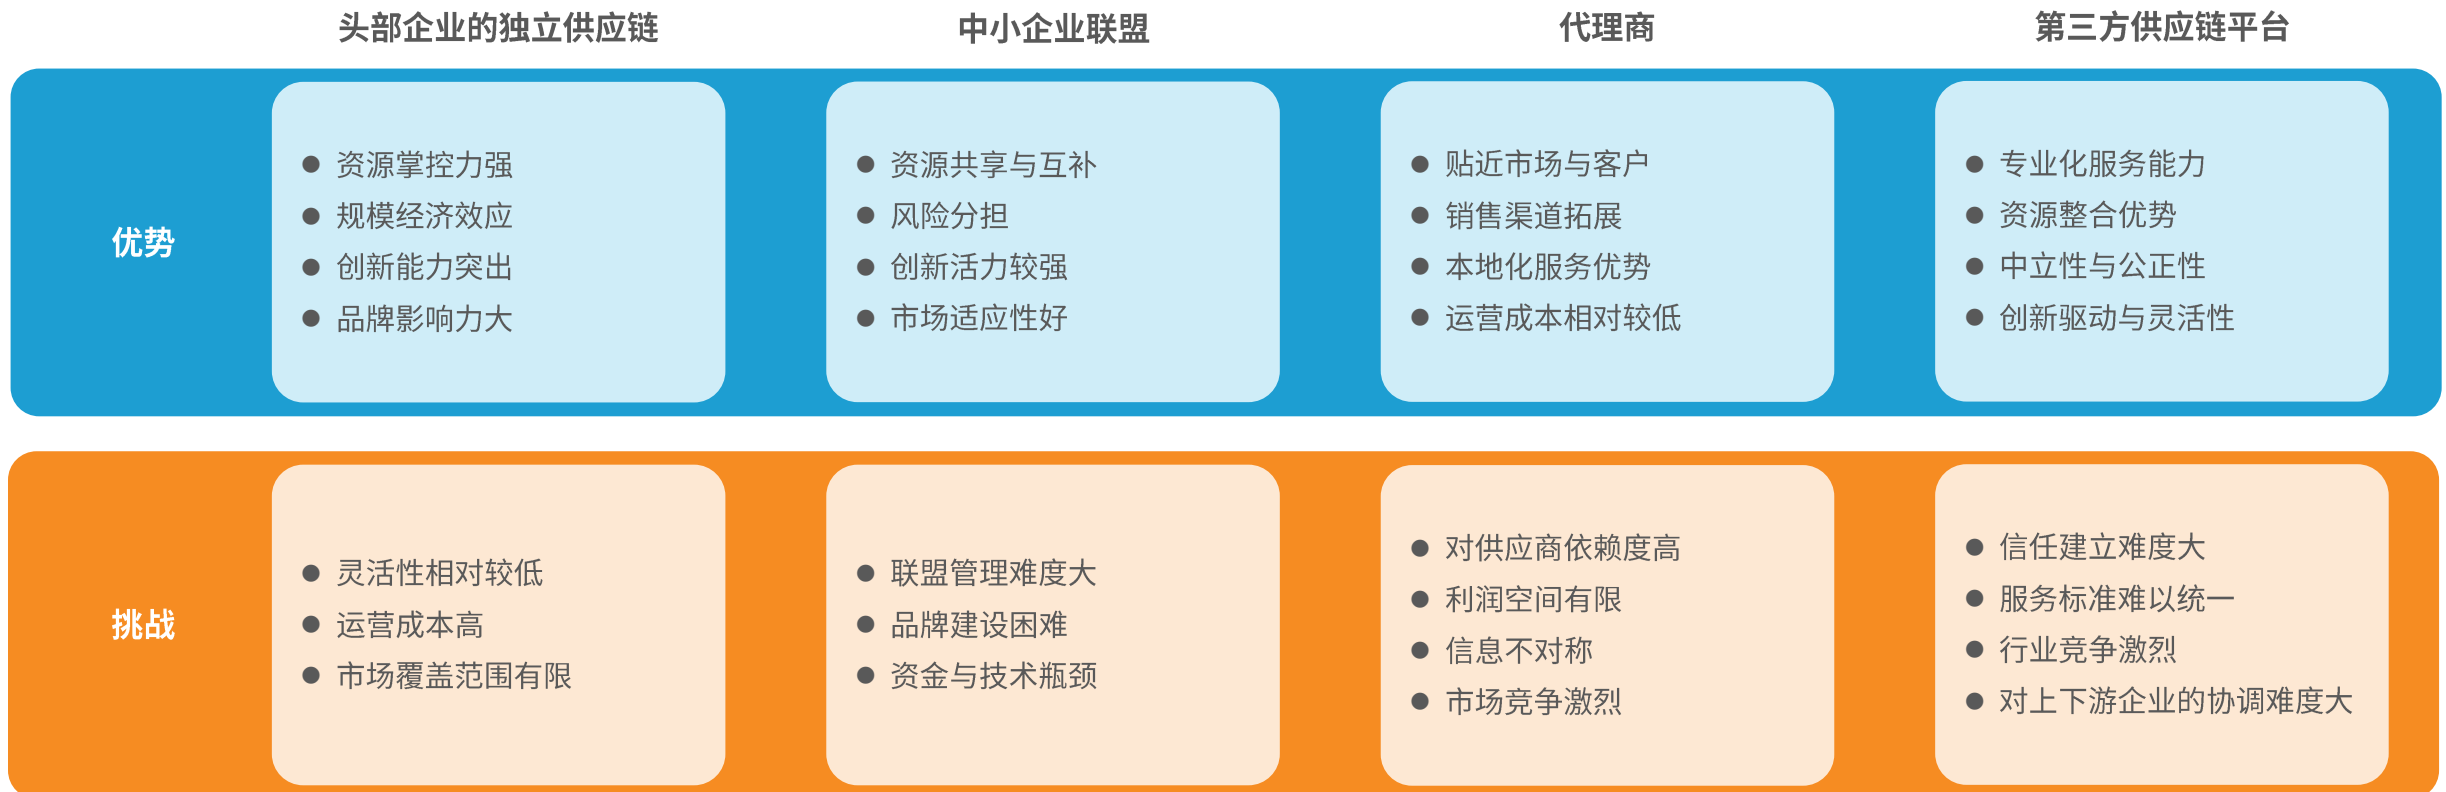 头部企业的独立供应链
中小企业联盟
代理商
第三方供应链平台
优势
● 资源掌控力强
● 规模经济效应
● 创新能力突出
● 品牌影响力大
● 资源共享与互补
● 风险分担
● 创新活力较强
● 市场适应性好
● 贴近市场与客户
● 销售渠道拓展
● 本地化服务优势
● 运营成本相对较低
● 专业化服务能力
● 资源整合优势
● 中立性与公正性
● 创新驱动与灵活性
挑战
● 灵活性相对较低
● 运营成本高
● 市场覆盖范围有限
● 联盟管理难度大
● 品牌建设困难
● 资金与技术瓶颈
● 对供应商依赖度高
● 利润空间有限
● 信息不对称
● 市场竞争激烈
● 信任建立难度大
● 服务标准难以统一
● 行业竞争激烈
● 对上下游企业的协调难度大